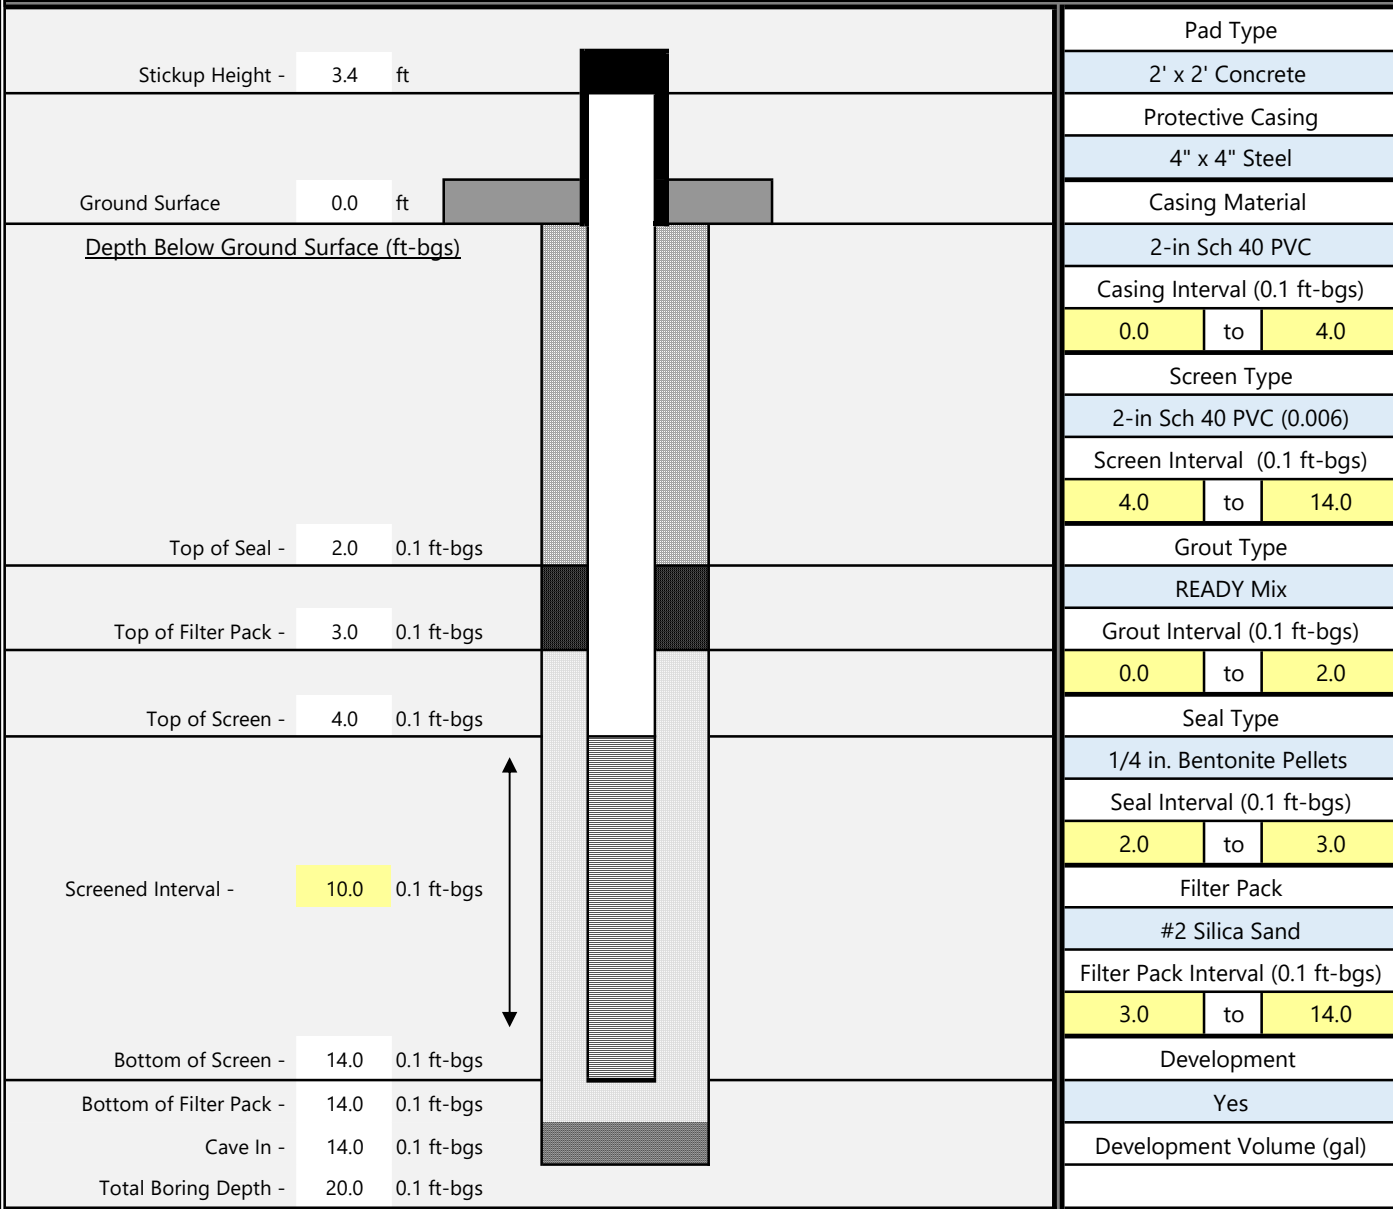 Stickup Height - 3.4 ft
Ground Surface 0.0 ft
Depth Below Ground Surface (ft-bgs)
Top of Seal - 2.0 0.1 ft-bgs
Top of Filter Pack - 3.0 0.1 ft-bgs
Top of Screen - 4.0 0.1 ft-bgs
Screened Interval - 10.0 0.1 ft-bgs
Bottom of Screen - 14.0 0.1 ft-bgs
Bottom of Filter Pack - 14.0 0.1 ft-bgs
Cave In - 14.0 0.1 ft-bgs
Total Boring Depth - 20.0 0.1 ft-bgs
Pad Type
2' x 2' Concrete
Protective Casing
4" x 4" Steel
Casing Material
2-in Sch 40 PVC
Casing Interval (0.1 ft-bgs)
0.0 to 4.0
Screen Type
2-in Sch 40 PVC (0.006)
Screen Interval (0.1 ft-bgs)
4.0 to 14.0
Grout Type
READY Mix
Grout Interval (0.1 ft-bgs)
0.0 to 2.0
Seal Type
1/4 in. Bentonite Pellets
Seal Interval (0.1 ft-bgs)
2.0 to 3.0
Filter Pack
#2 Silica Sand
Filter Pack Interval (0.1 ft-bgs)
3.0 to 14.0
Development
Yes
Development Volume (gal)